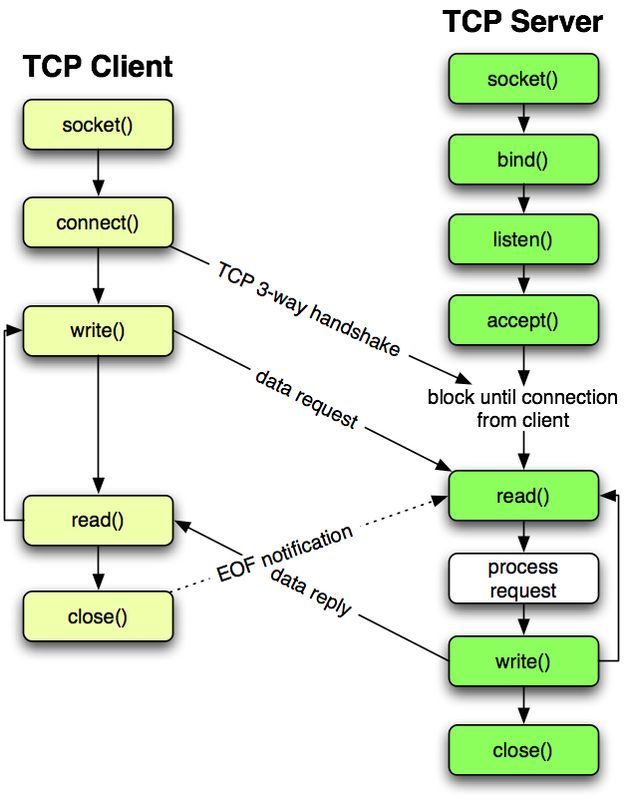 TCP Client
socket()
connect()
write()
read()
close()
TCP 3-way handshake
data request
EOF notification
data reply
TCP Server
socket()
bind()
listen()
accept()
block until connection
from client
read()
process
request
write()
close()